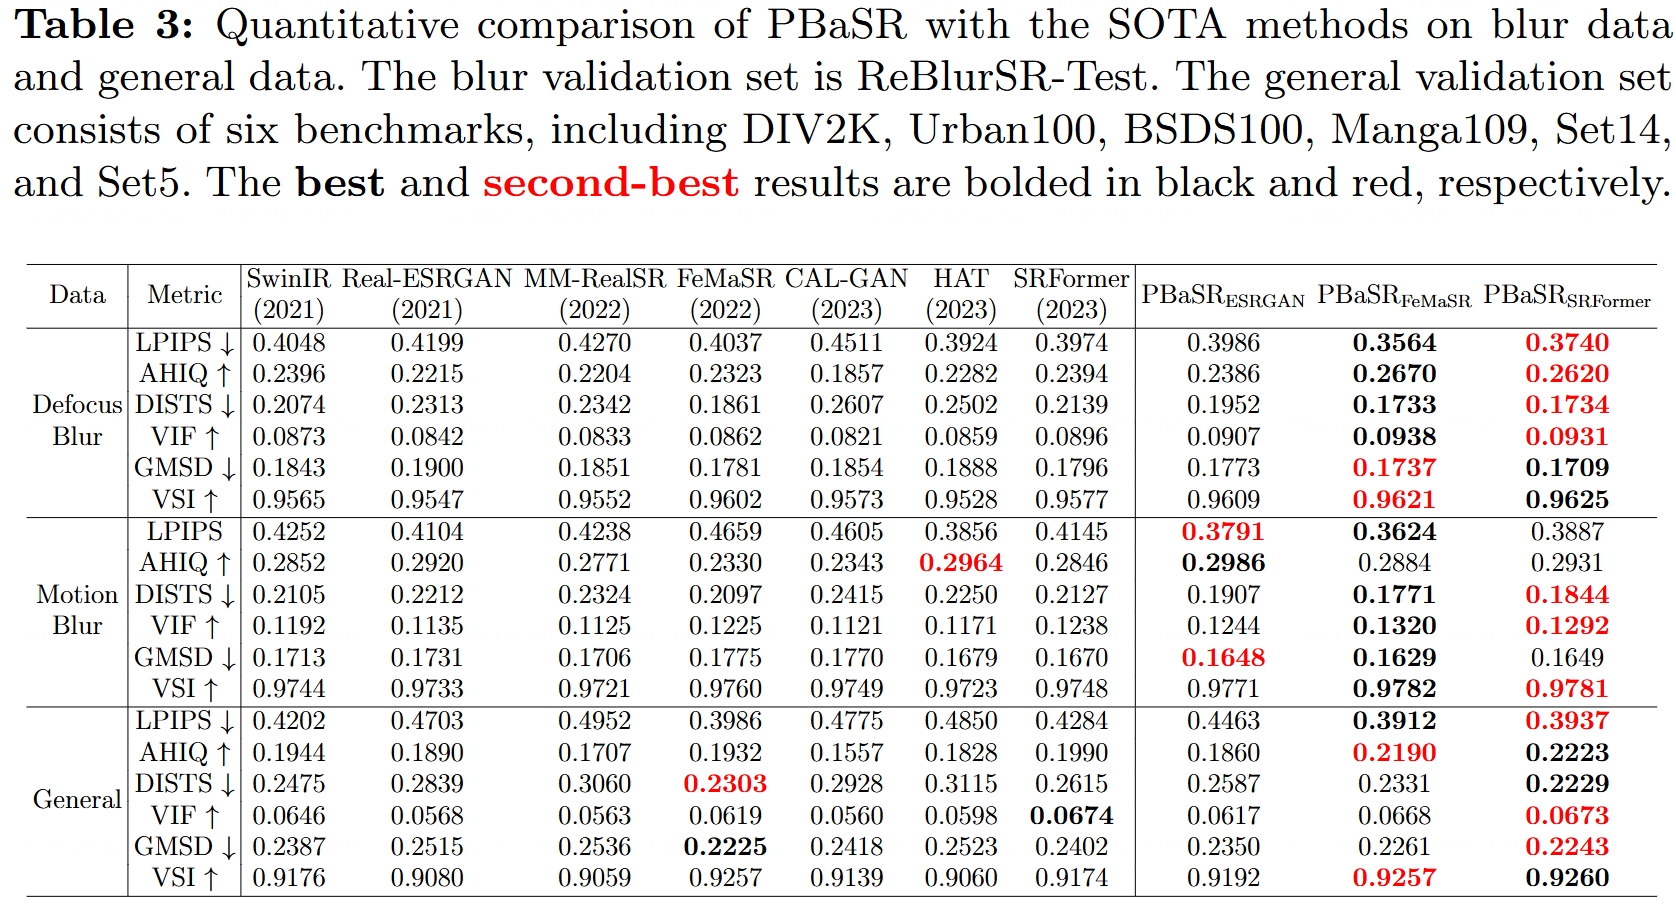 Table 3: Quantitative comparison of PBaSR with the SOTA methods on blur data
and general data. The blur validation set is ReBlurSR-Test. The general validation set
consists of six benchmarks, including DIV2K, Urban100, BSDS100, Manga109, Set14,
and Set5. The best and second-best results are bolded in black and red, respectively.
Data Metric SwinIR (2021) Real-ESRGAN (2021) MM-RealSR (2022) FeMaSR (2022) CAL-GAN (2023) HAT (2023) SRFormer (2023) PBaSR_ESRGAN PBaSR_FeMaSR PBaSR_SRFormer
Defocus Blur
LPIPS ↓ 0.4048 0.4199 0.4270 0.4037 0.4511 0.3924 0.3974 0.3986 0.3564 0.3740
AHIQ ↑ 0.2396 0.2215 0.2204 0.2323 0.1857 0.2282 0.2394 0.2386 0.2670 0.2620
DISTS ↓ 0.2074 0.2313 0.2342 0.1861 0.2607 0.2502 0.2139 0.1952 0.1733 0.1734
VIF ↑ 0.0873 0.0842 0.0833 0.0862 0.0821 0.0859 0.0896 0.0907 0.0938 0.0931
GMSD ↓ 0.1843 0.1900 0.1851 0.1781 0.1854 0.1888 0.1796 0.1773 0.1737 0.1709
VSI ↑ 0.9565 0.9547 0.9552 0.9602 0.9573 0.9528 0.9577 0.9609 0.9621 0.9625
Motion Blur
LPIPS 0.4252 0.4104 0.4238 0.4659 0.4605 0.3856 0.4145 0.3791 0.3624 0.3887
AHIQ ↑ 0.2852 0.2920 0.2771 0.2330 0.2343 0.2964 0.2846 0.2986 0.2884 0.2931
DISTS ↓ 0.2105 0.2212 0.2324 0.2097 0.2415 0.2250 0.2127 0.1907 0.1771 0.1844
VIF ↑ 0.1192 0.1135 0.1125 0.1225 0.1121 0.1171 0.1238 0.1244 0.1320 0.1292
GMSD ↓ 0.1713 0.1731 0.1706 0.1775 0.1770 0.1679 0.1670 0.1648 0.1629 0.1649
VSI ↑ 0.9744 0.9733 0.9721 0.9760 0.9749 0.9723 0.9748 0.9771 0.9782 0.9781
General
LPIPS ↓ 0.4202 0.4703 0.4952 0.3986 0.4775 0.4850 0.4284 0.4463 0.3912 0.3937
AHIQ ↑ 0.1944 0.1890 0.1707 0.1932 0.1557 0.1828 0.1990 0.1860 0.2190 0.2223
DISTS ↓ 0.2475 0.2839 0.3060 0.2303 0.2928 0.3115 0.2615 0.2587 0.2331 0.2229
VIF ↑ 0.0646 0.0568 0.0563 0.0619 0.0560 0.0598 0.0674 0.0617 0.0668 0.0673
GMSD ↓ 0.2387 0.2515 0.2536 0.2225 0.2418 0.2523 0.2402 0.2350 0.2261 0.2243
VSI ↑ 0.9176 0.9080 0.9059 0.9257 0.9139 0.9060 0.9174 0.9192 0.9257 0.9260